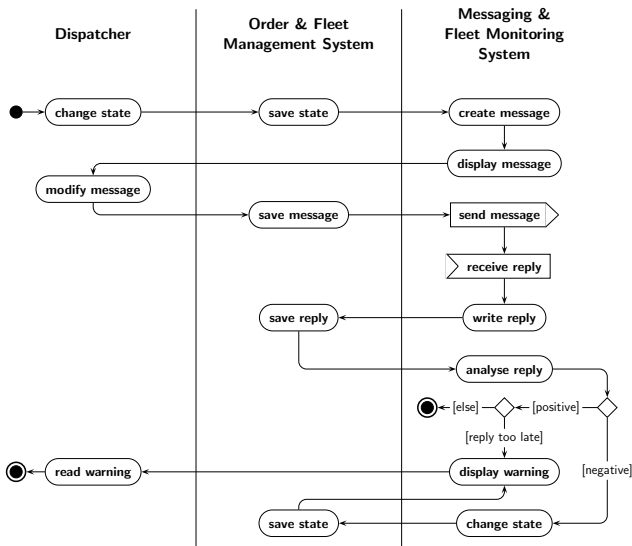 Dispatcher
Order & Fleet
Management System
Messaging &
Fleet Monitoring
System
change state
save state
create message
display message
modify message
save message
send message
receive reply
save reply
write reply
analyse reply
[else]
[positive]
[reply too late]
read warning
display warning
[negative]
save state
change state